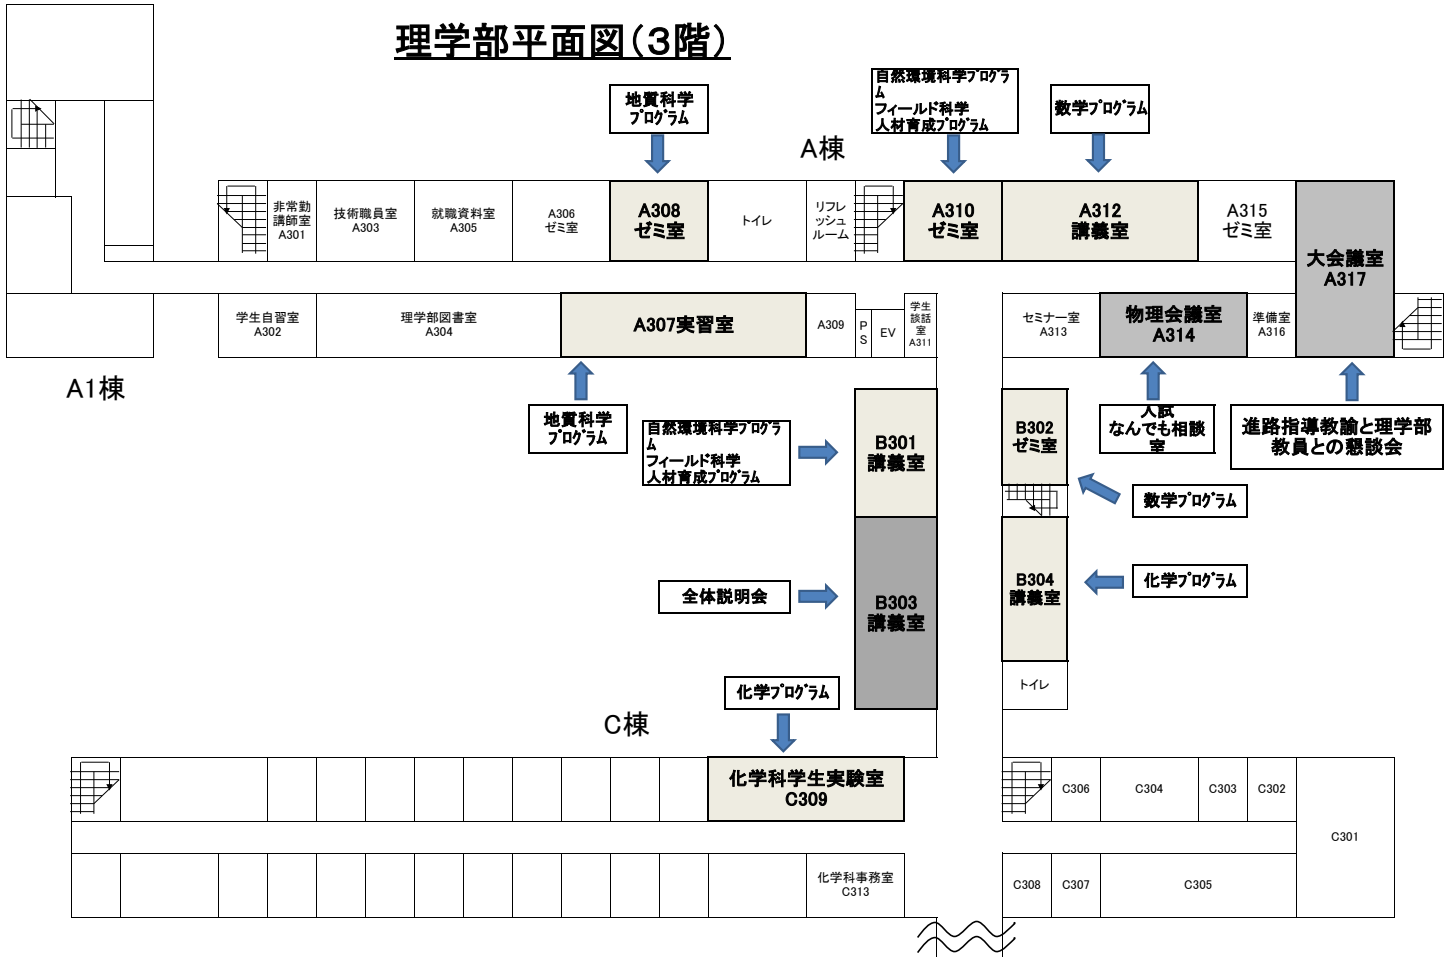 理学部平面図(3階)
地質科学
プログラム
自然環境科学プログラ
ム
フィールド科学
人材育成プログラム
数学プログラム
A棟
非常勤
講師室
A301
技術職員室
A303
就職資料室
A305
A306
ゼミ室
A308
ゼミ室
トイレ
リフレ
ッシュ
ルーム
A310
ゼミ室
A312
講義室
A315
ゼミ室
大会議室
A317
学生自習室
A302
理学部図書室
A304
A307実習室
A309
P
S
EV
学生
談話
室
A311
セミナー室
A313
物理会議室
A314
準備室
A316
A1棟
地質科学
プログラム
自然環境科学プログラ
ム
フィールド科学
人材育成プログラム
B301
講義室
B302
ゼミ室
入試
なんでも相談
室
進路指導教諭と理学部
教員との懇談会
数学プログラム
全体説明会
B303
講義室
B304
講義室
化学プログラム
トイレ
化学プログラム
C棟
化学科学生実験室
C309
C306
C304
C303
C302
C301
化学科事務室
C313
C308
C307
C305